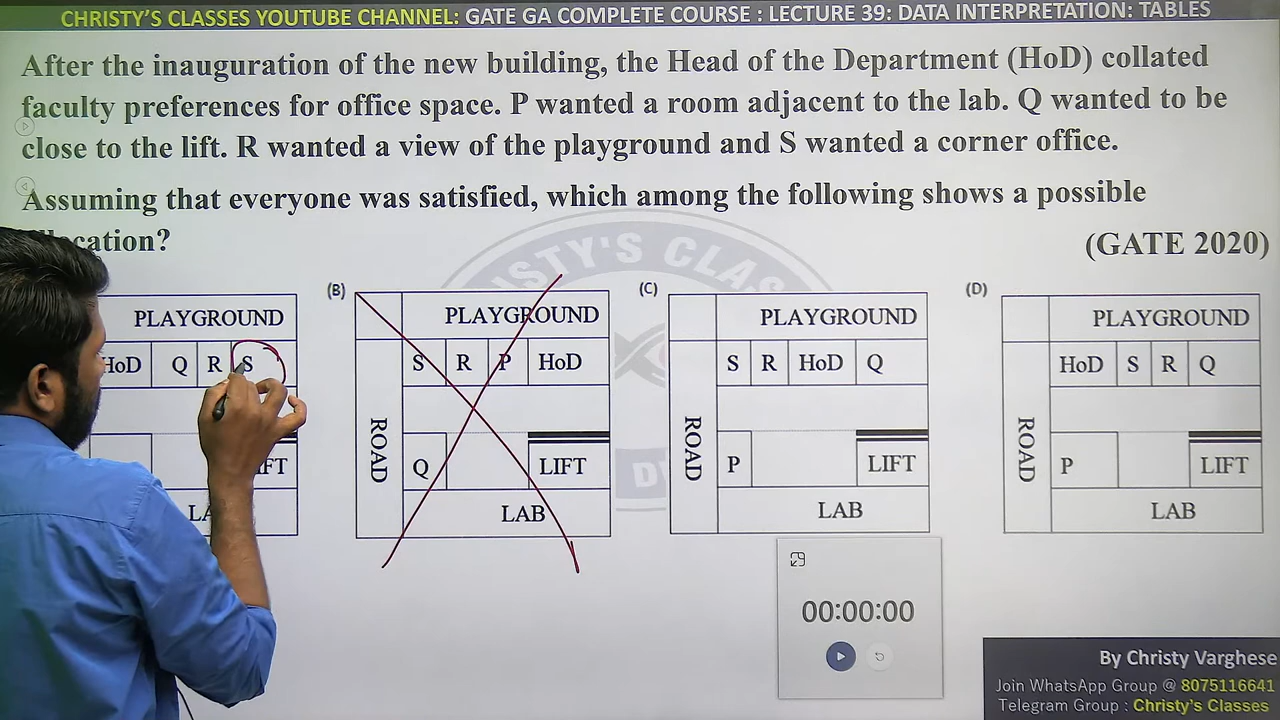 CHRISTY'S CLASSES YOUTUBE CHANNEL: GATE GA COMPLETE COURSE : LECTURE 39: DATA INTERPRETATION: TABLES
After the inauguration of the new building, the Head of the Department (HoD) collated
faculty preferences for office space. P wanted a room adjacent to the lab. Q wanted to be
close to the lift. R wanted a view of the playground and S wanted a corner office.
Assuming that everyone was satisfied, which among the following shows a possible
(GATE 2020)
PLAYGROUND
HoD Q R S
(B)
PLAYGROUND
S R P HoD
ROAD
Q LIFT
LAB
(C)
PLAYGROUND
S R HoD Q
ROAD
P LIFT
LAB
(D)
PLAYGROUND
HoD S R Q
ROAD
P LIFT
LAB
00:00:00
By Christy Varghese
Join WhatsApp Group @ 8075116641
Telegram Group : Christy's Classes